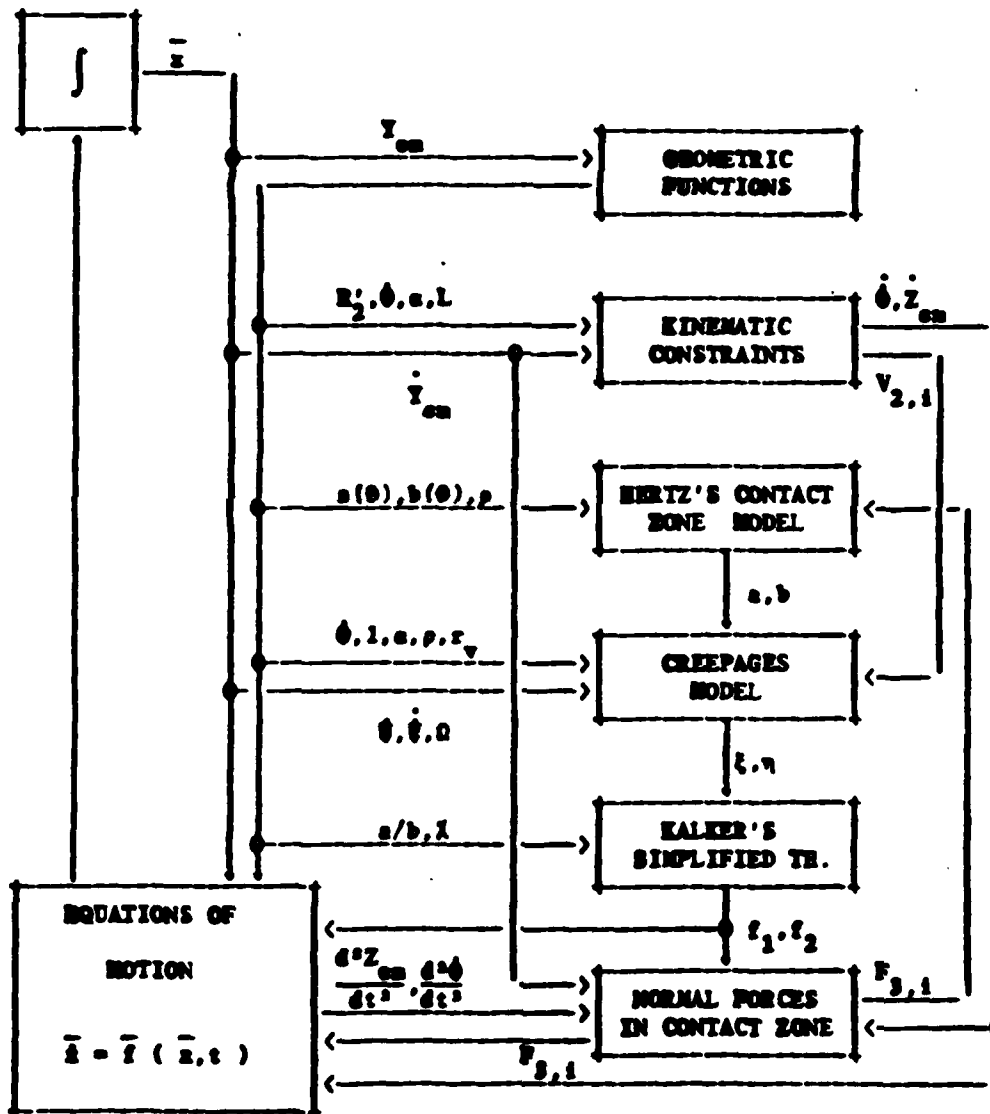 ∫
x̄
Y_cm
GEOMETRIC
FUNCTIONS
R'_2, ϕ̇, α, L
KINEMATIC
CONSTRAINTS
ϕ̇, Ż_cm
Ẏ_cm
V_2,i
a(θ), b(θ), ρ
HERTZ'S CONTACT
ZONE MODEL
a,b
l, α, ρ, r_v
CREEPAGES
MODEL
Ω
ξ, η
a/b,
KALKER'S
SIMPLIFIED TH.
f_1, f_2
EQUATIONS OF
MOTION
d²Z_cm/dt², d²ϕ/dt²
NORMAL FORCES
IN CONTACT ZONE
F_3,i
F_3,i
ẋ = f̄ ( x̄,t )